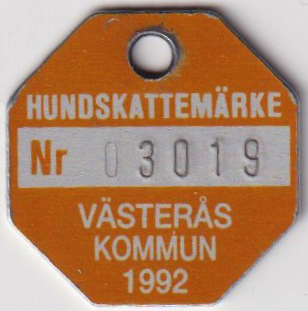 HUNDSKATTEMÄRKE
Nr 03019
VÄSTERÅS
KOMMUN
1992